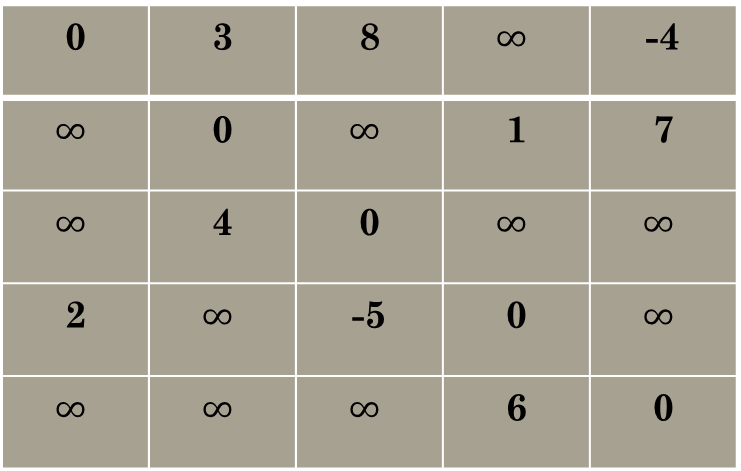 0 3 8 ∞ -4
∞ 0 ∞ 1 7
∞ 4 0 ∞ ∞
2 ∞ -5 0 ∞
∞ ∞ ∞ 6 0